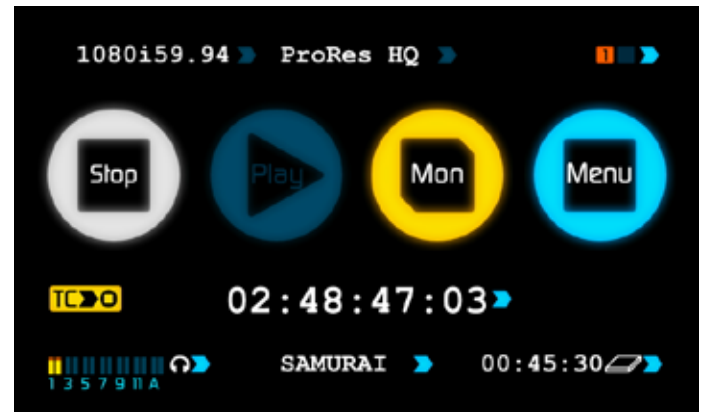 1080i59.94 ProRes HQ 1
Stop Play Mon Menu
TC 02:48:47:03
SAMURAI 00:45:30
1 3 5 7 9 11 A